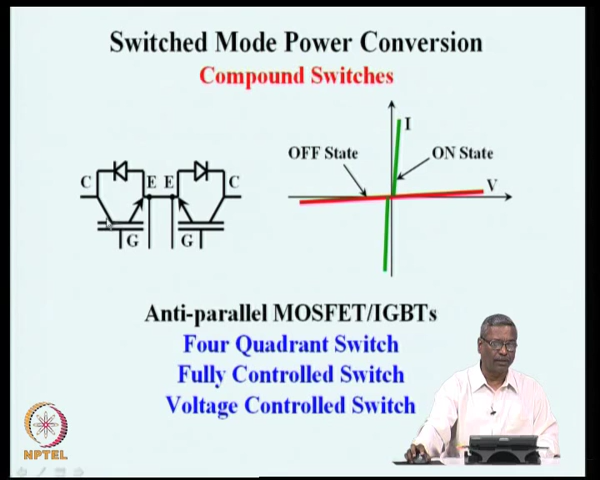 Switched Mode Power Conversion
Compound Switches
I
OFF State
ON State
C
E
E
C
V
G
G
Anti-parallel MOSFET/IGBTs
Four Quadrant Switch
Fully Controlled Switch
Voltage Controlled Switch
NPTEL